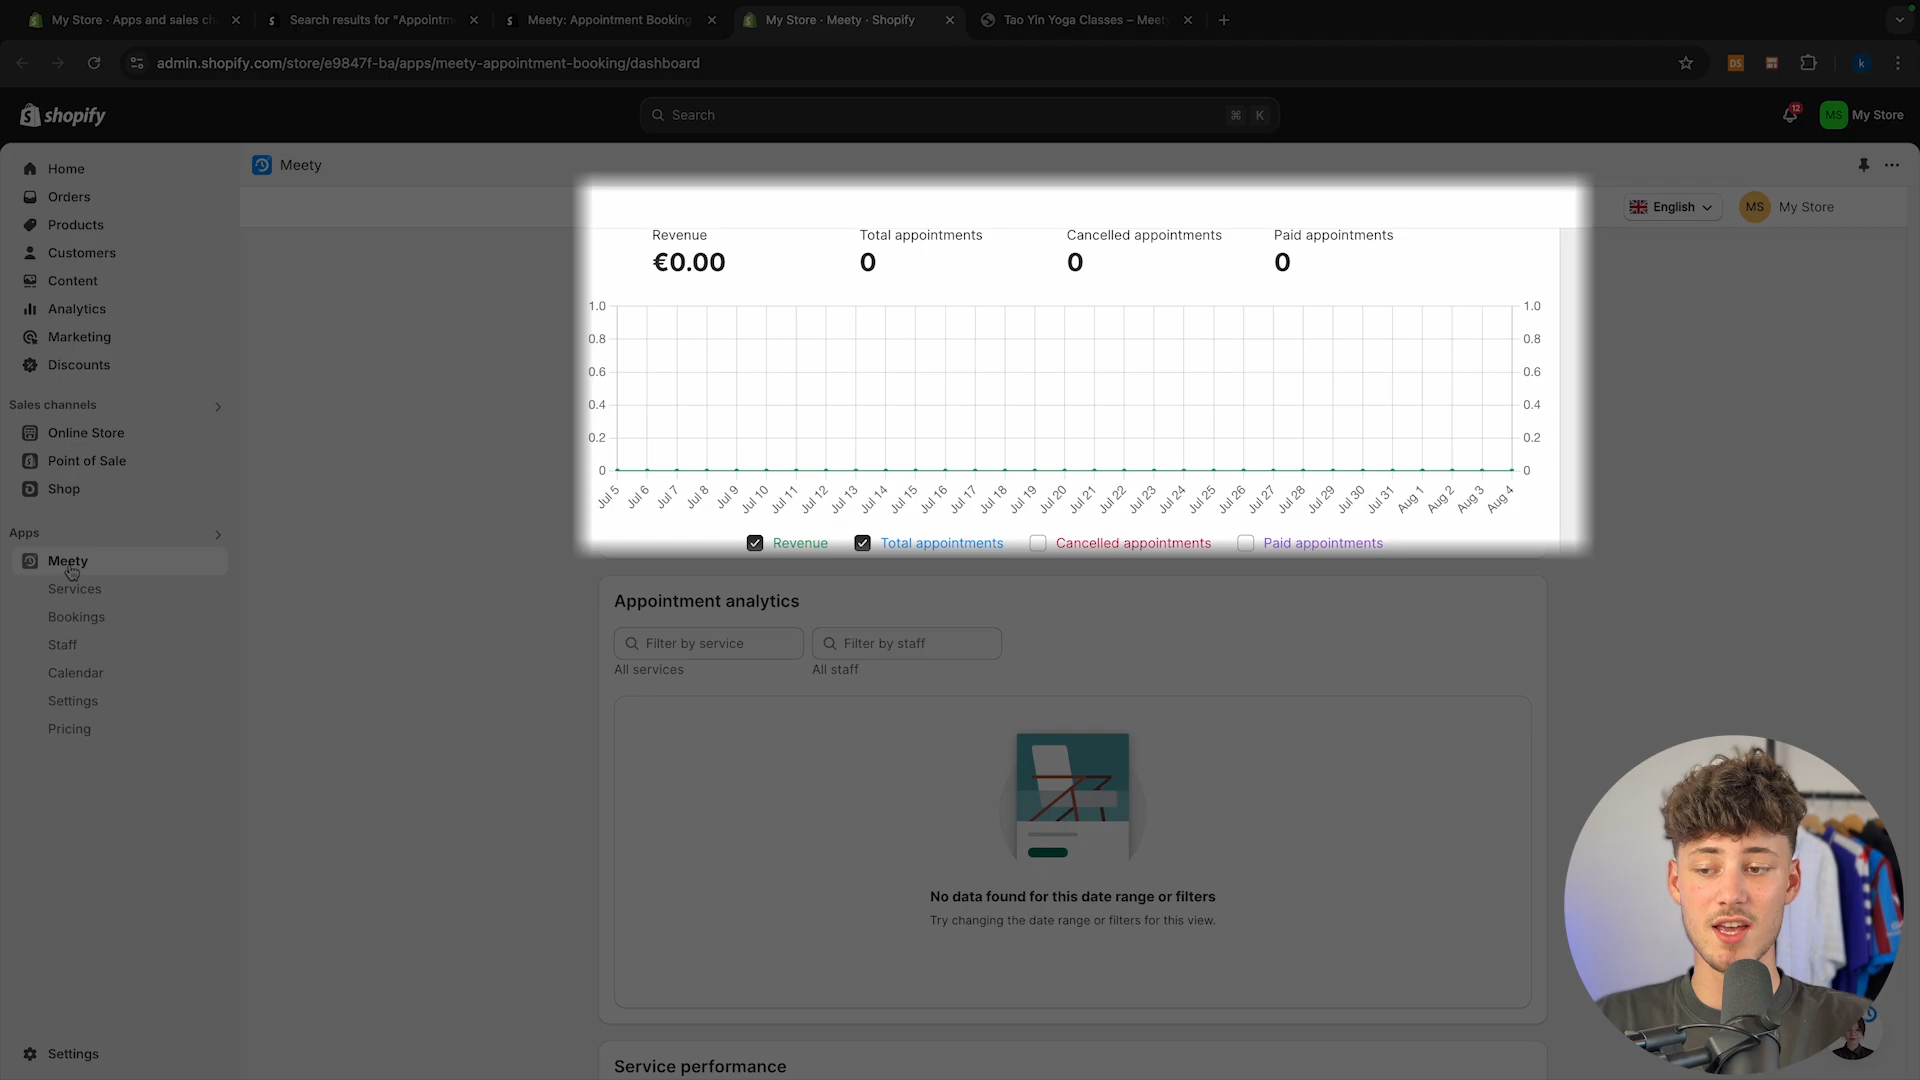 My Store · Apps and sales ch
Search results for "Appointm
Meety: Appointment Booking
My Store · Meety · Shopify
Tao Yin Yoga Classes – Meet
admin.shopify.com/store/e9847f-ba/apps/meety-appointment-booking/dashboard
DS
k
shopify
Search
⌘ K
12
MS
My Store
Home
Orders
Products
Customers
Content
Analytics
Marketing
Discounts
Sales channels
Online Store
Point of Sale
Shop
Apps
Meety
Services
Bookings
Staff
Calendar
Settings
Pricing
Settings
Meety
English
MS
My Store
Revenue
€0.00
Total appointments
0
Cancelled appointments
0
Paid appointments
0
1.0 1.0
0.8 0.8
0.6 0.6
0.4 0.4
0.2 0.2
0 0
Jul 5 Jul 6 Jul 7 Jul 8 Jul 9 Jul 10 Jul 11 Jul 12 Jul 13 Jul 14 Jul 15 Jul 16 Jul 17 Jul 18 Jul 19 Jul 20 Jul 21 Jul 22 Jul 23 Jul 24 Jul 25 Jul 26 Jul 27 Jul 28 Jul 29 Jul 30 Jul 31 Aug 1 Aug 2 Aug 3 Aug 4
Revenue Total appointments Cancelled appointments Paid appointments
Appointment analytics
Filter by service Filter by staff
All services All staff
No data found for this date range or filters
Try changing the date range or filters for this view.
Service performance